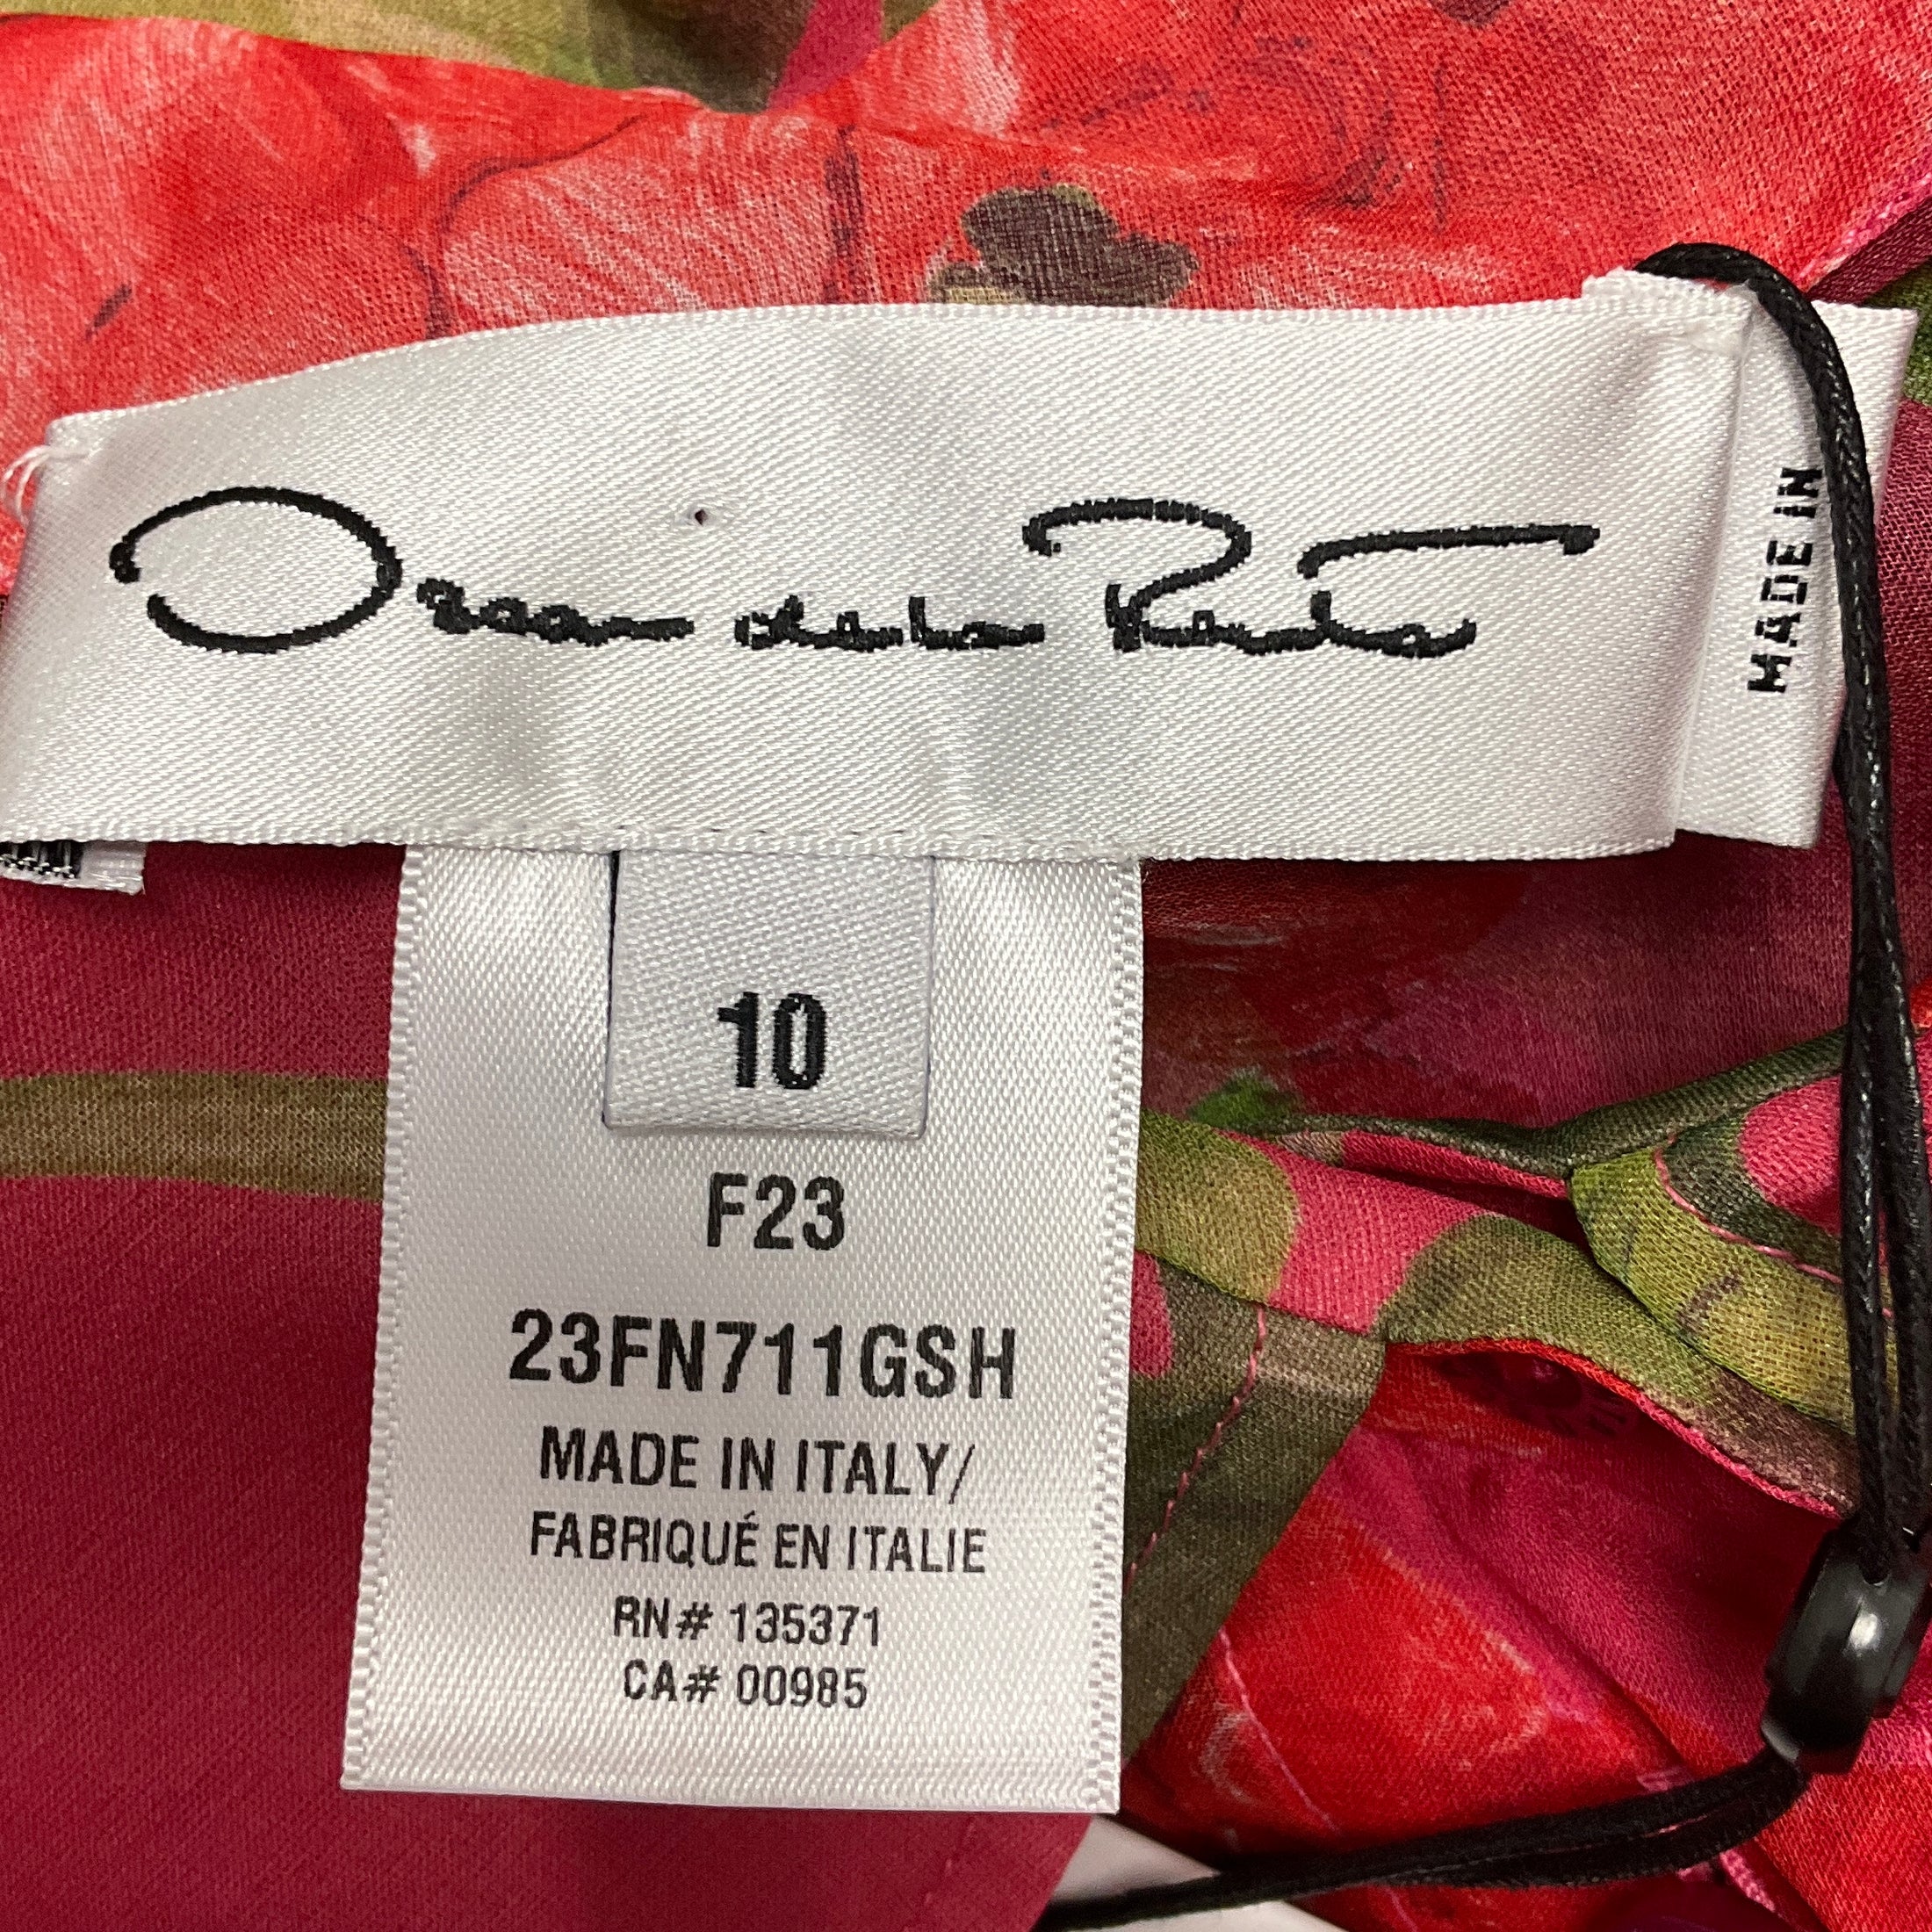 Oscar de la Renta
MADE IN
10
F23
23FN711GSH
MADE IN ITALY/
FABRIQUÉ EN ITALIE
RN# 135371
CA# 00985